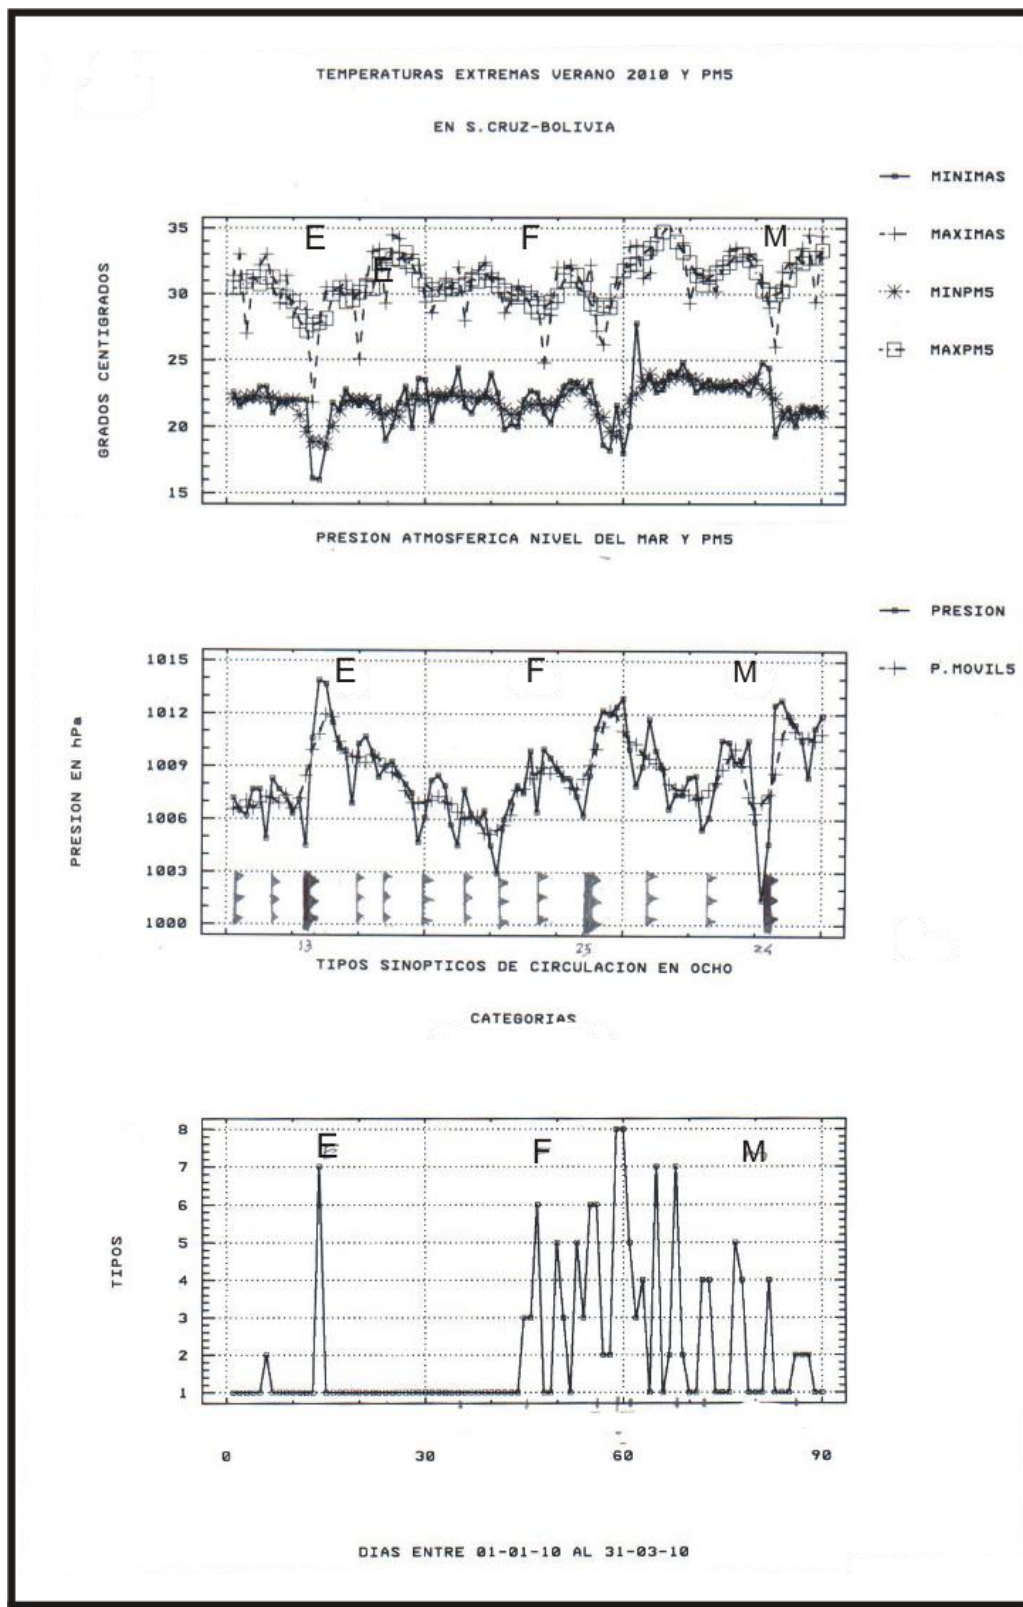 TEMPERATURAS EXTREMAS VERANO 2010 Y PM5
EN S.CRUZ-BOLIVIA
MINIMAS
MAXIMAS
MINPM5
MAXPM5
GRADOS CENTIGRADOS
35
30
25
20
15
E
E
F
M
PRESION ATMOSFERICA NIVEL DEL MAR Y PM5
PRESION
P.MOVIL5
PRESION EN hPa
1015
1012
1009
1006
1003
1000
E
F
M
13
25
24
TIPOS SINOPTICOS DE CIRCULACION EN OCHO
CATEGORIAS
TIPOS
8
7
6
5
4
3
2
1
E
F
M
0
30
60
90
DIAS ENTRE 01-01-10 AL 31-03-10